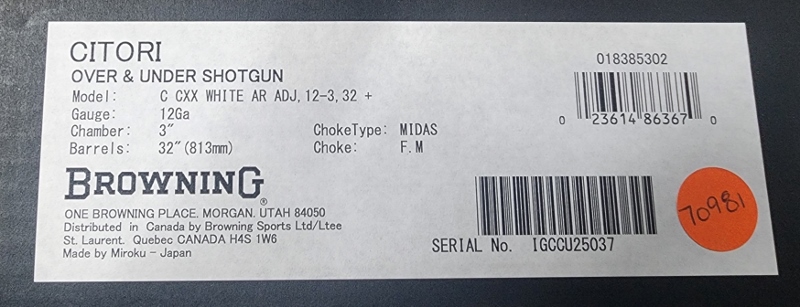 CITORI
OVER & UNDER SHOTGUN
Model: C CXX WHITE AR ADJ, 12-3, 32 +
Gauge: 12Ga
Chamber: 3" ChokeType: MIDAS
Barrels: 32"(813mm) Choke: F.M
BROWNING®
ONE BROWNING PLACE. MORGAN. UTAH 84050
Distributed in Canada by Browning Sports Ltd/Ltee
St. Laurent. Quebec CANADA H4S 1W6
Made by Miroku - Japan
018385302
0 23614 86367 0
SERIAL No. IGCCU25037
70981